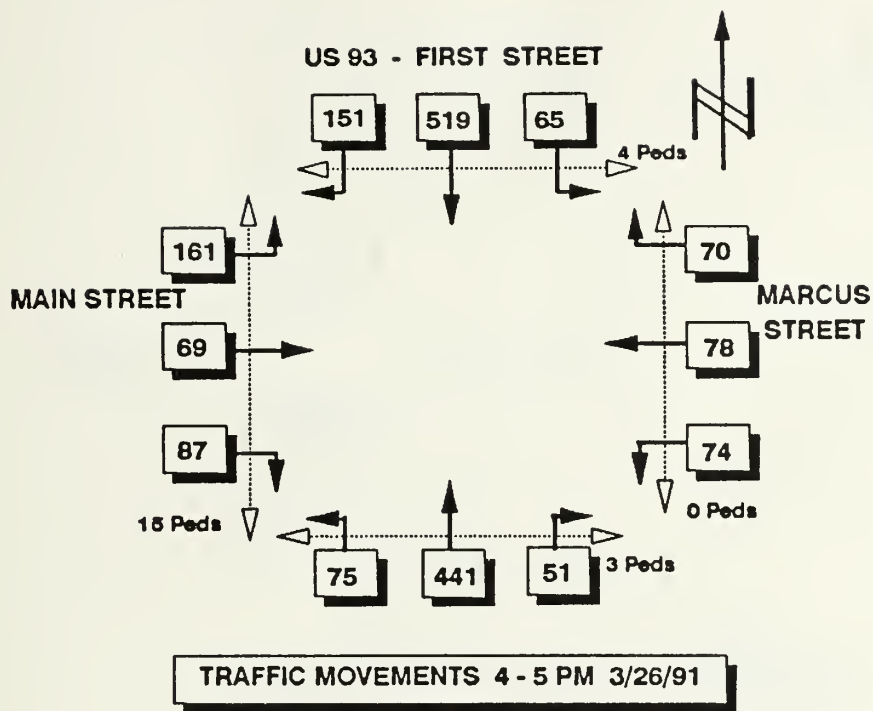 US 93 - FIRST STREET
151 519 65
4 Peds
161 70
MAIN STREET MARCUS
STREET
69 78
87 74
15 Peds 0 Peds
75 441 51 3 Peds
TRAFFIC MOVEMENTS 4 - 5 PM 3/26/91